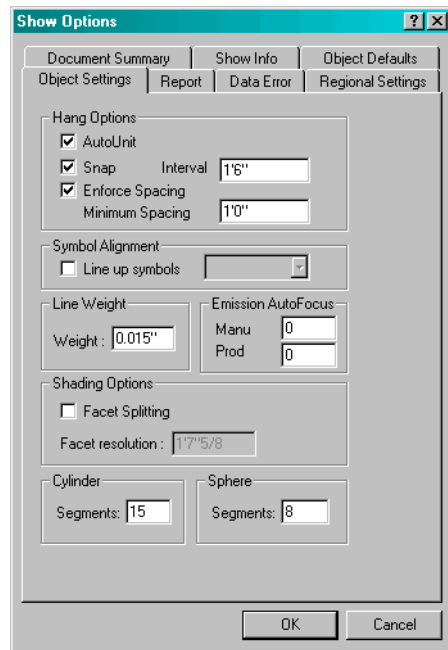 Show Options
Document Summary Show Info Object Defaults
Object Settings Report Data Error Regional Settings
Hang Options
AutoUnit
Snap Interval 1'6"
Enforce Spacing
Minimum Spacing 1'0"
Symbol Alignment
Line up symbols
Line Weight
Weight : 0.015"
Emission AutoFocus
Manu 0
Prod 0
Shading Options
Facet Splitting
Facet resolution : 1'7"5/8
Cylinder
Segments: 15
Sphere
Segments: 8
OK Cancel